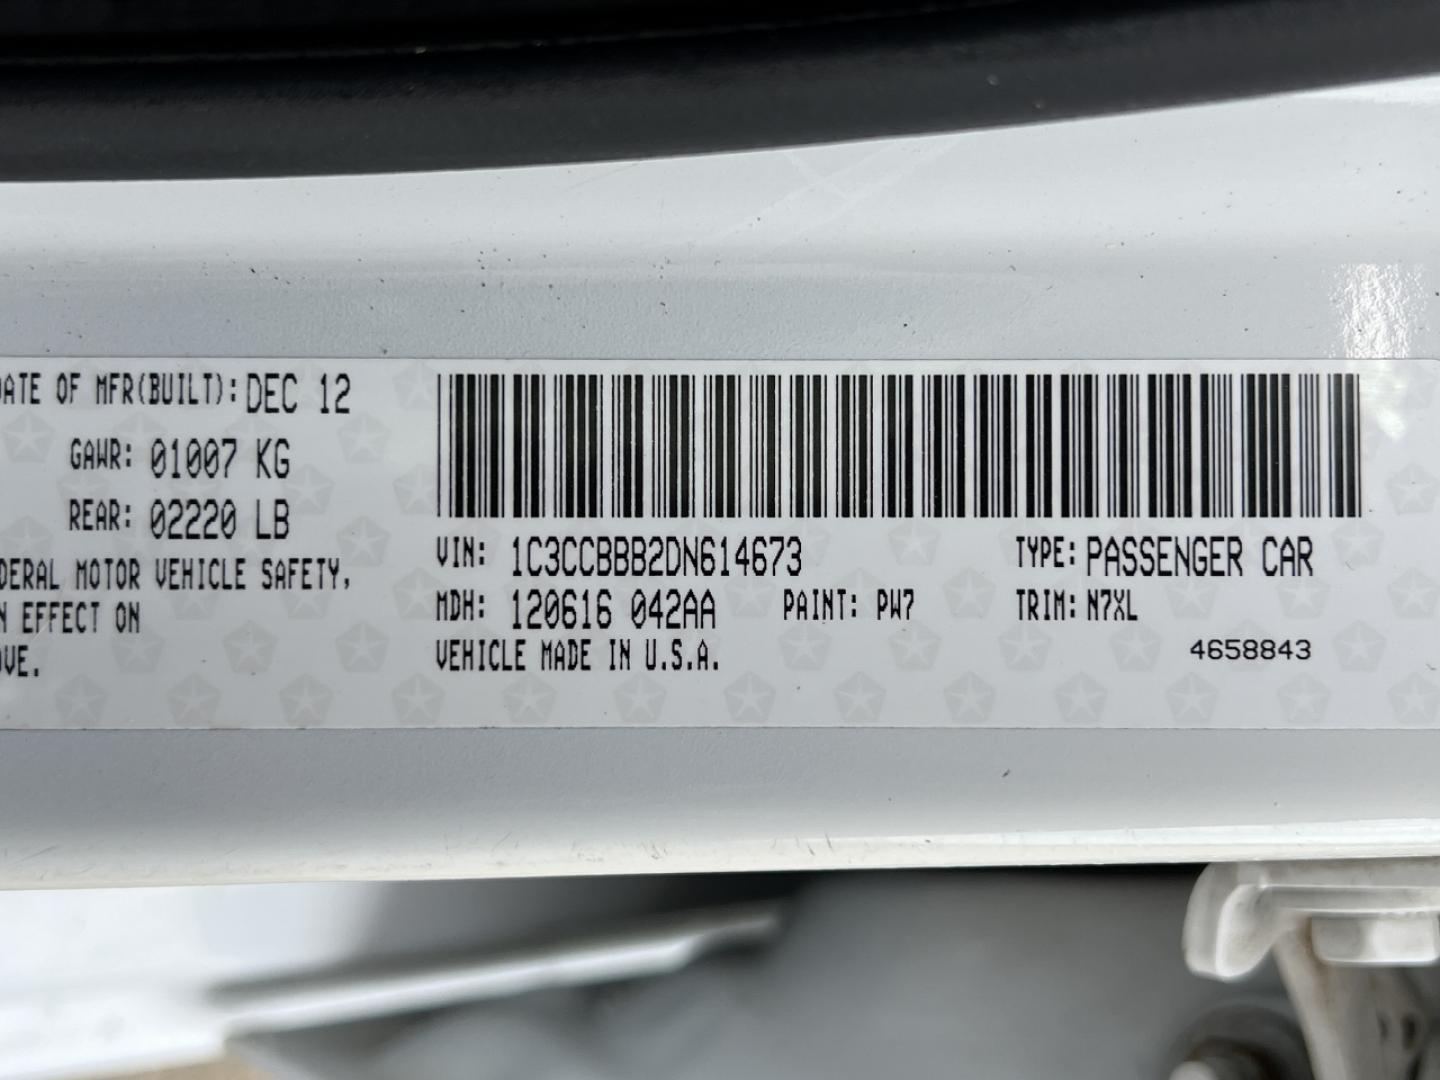 DATE OF MFR(BUILT): DEC 12
GAWR: 01007 KG
REAR: 02220 LB
DERAL MOTOR VEHICLE SAFETY,
N EFFECT ON
OVE.
VIN: 1C3CCBBB2DN614673
TYPE: PASSENGER CAR
MDH: 120616 042AA
PAINT: PW7
TRIM: N7XL
VEHICLE MADE IN U.S.A.
4658843